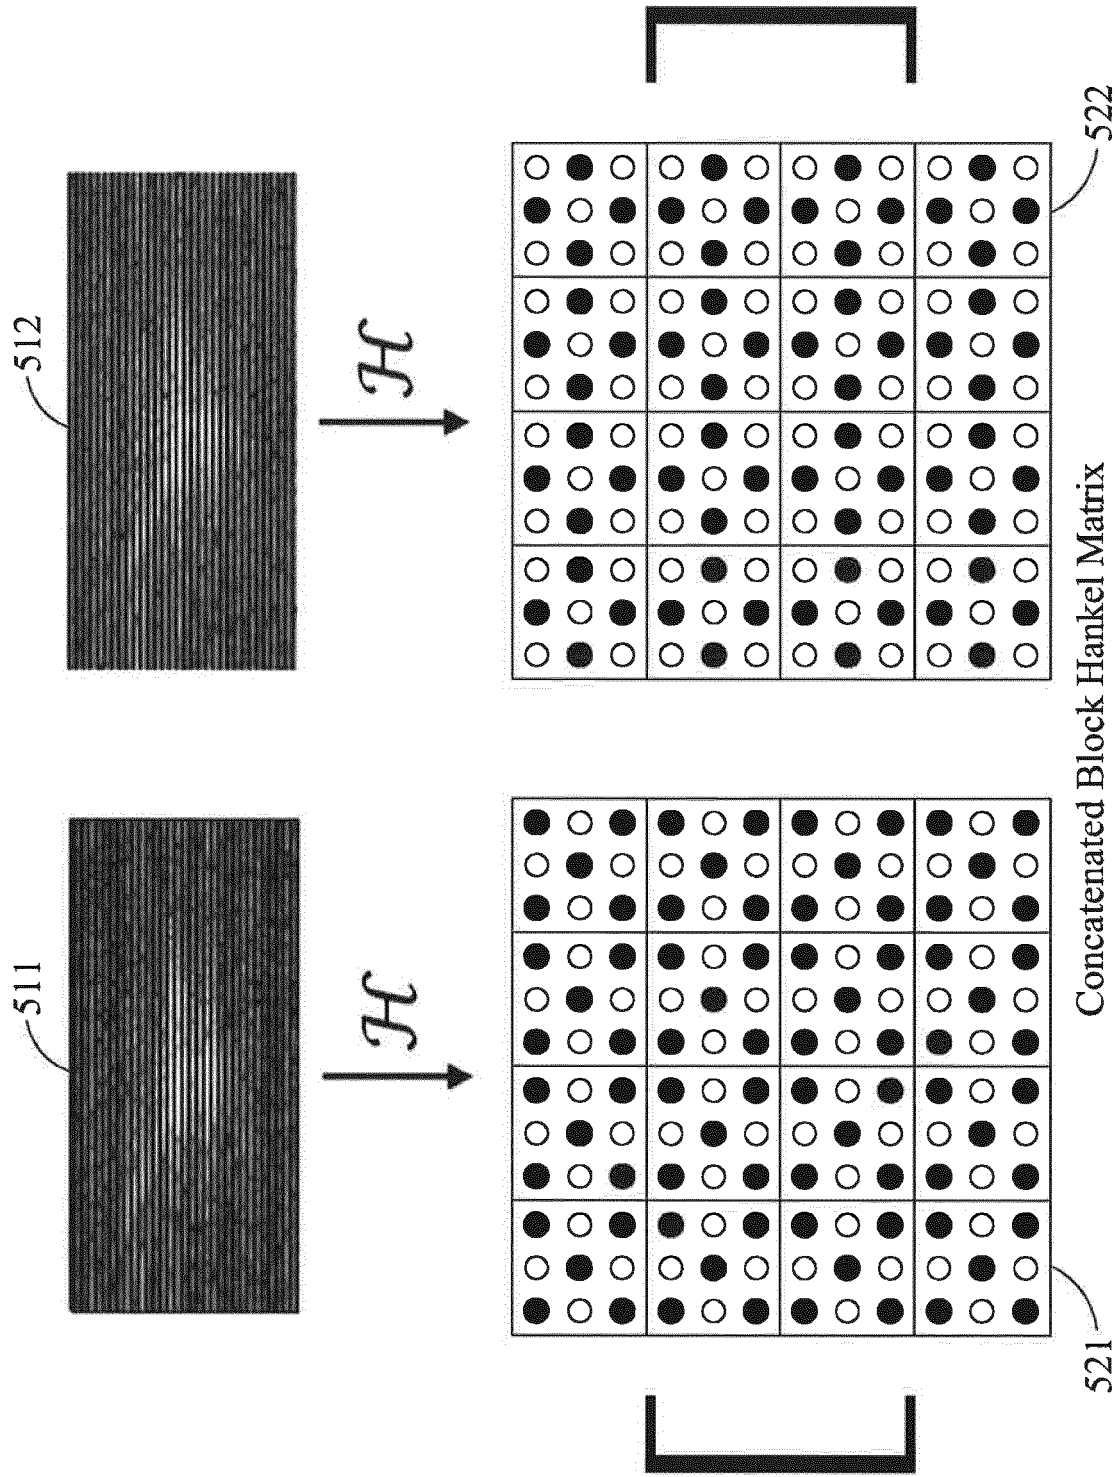 511
512
ℋ
ℋ
521
522
Concatenated Block Hankel Matrix